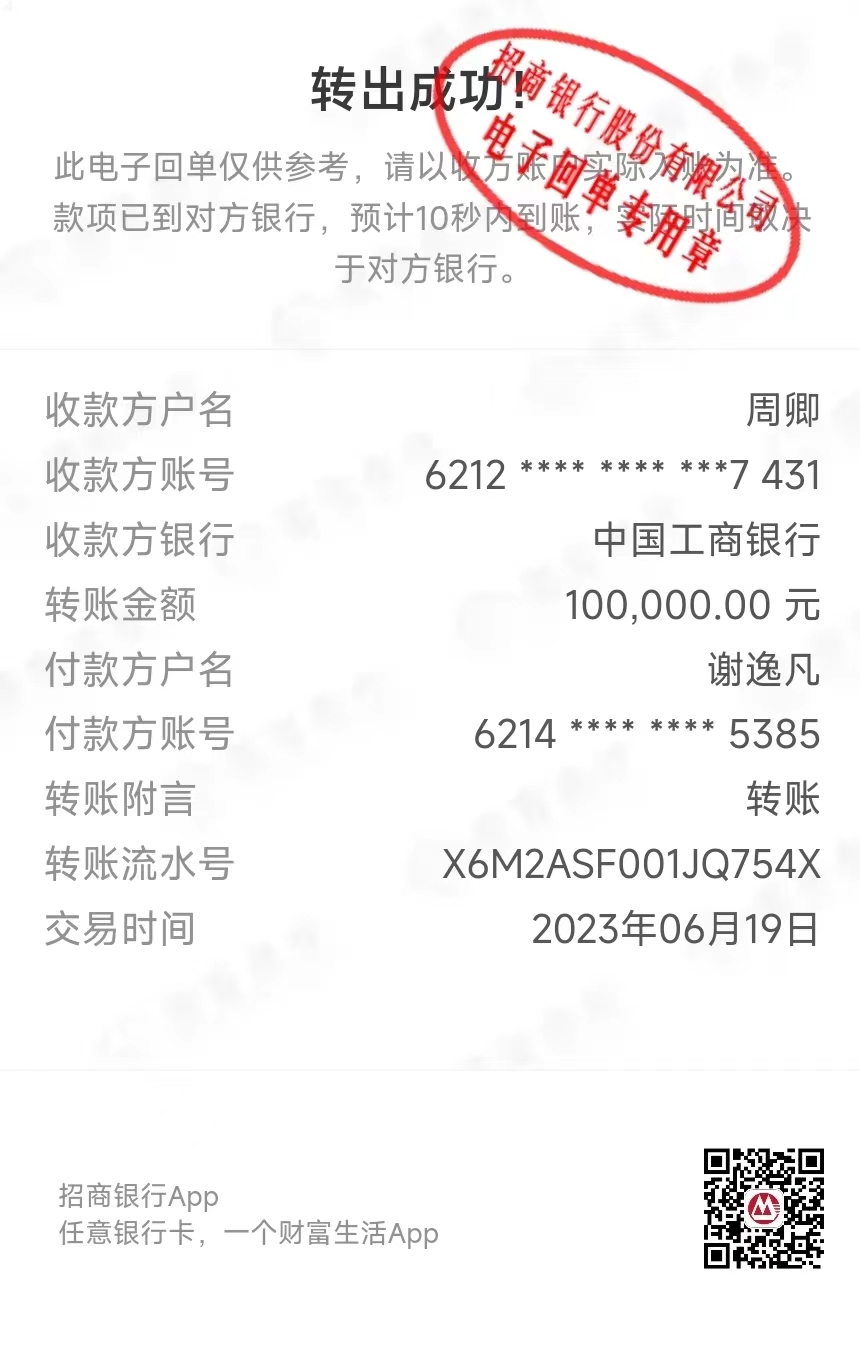 转出成功！
招商银行股份有限公司
电子回单专用章
此电子回单仅供参考，请以收方账户实际入账为准。
款项已到对方银行，预计10秒内到账，实际时间取决
于对方银行。
收款方户名 周卿
收款方账号 6212 **** **** ***7 431
收款方银行 中国工商银行
转账金额 100,000.00 元
付款方户名 谢逸凡
付款方账号 6214 **** **** 5385
转账附言 转账
转账流水号 X6M2ASF001JQ754X
交易时间 2023年06月19日
招商银行App
任意银行卡，一个财富生活App